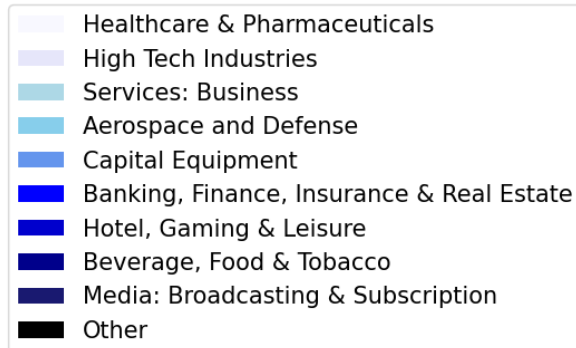 Healthcare & Pharmaceuticals
High Tech Industries
Services: Business
Aerospace and Defense
Capital Equipment
Banking, Finance, Insurance & Real Estate
Hotel, Gaming & Leisure
Beverage, Food & Tobacco
Media: Broadcasting & Subscription
Other